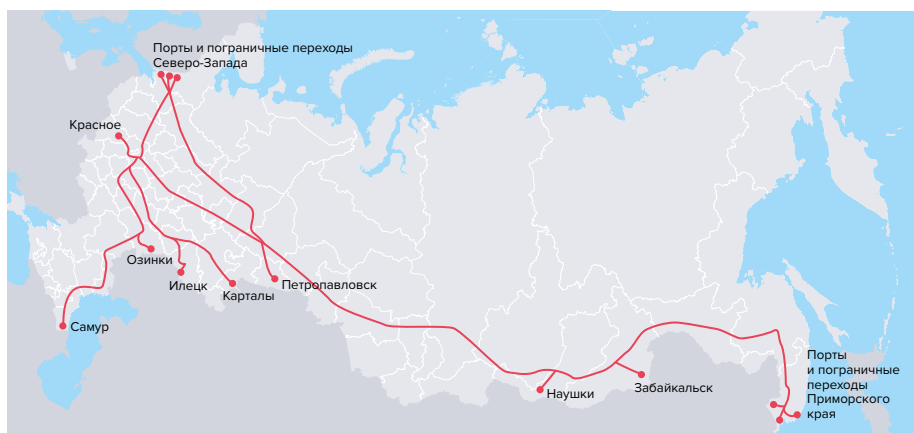 Порты и пограничные переходы
Северо-Запада
Красное
Озинки
Илецк
Карталы
Петропавловск
Самур
Наушки
Забайкальск
Порты
и пограничные
переходы
Приморского
края